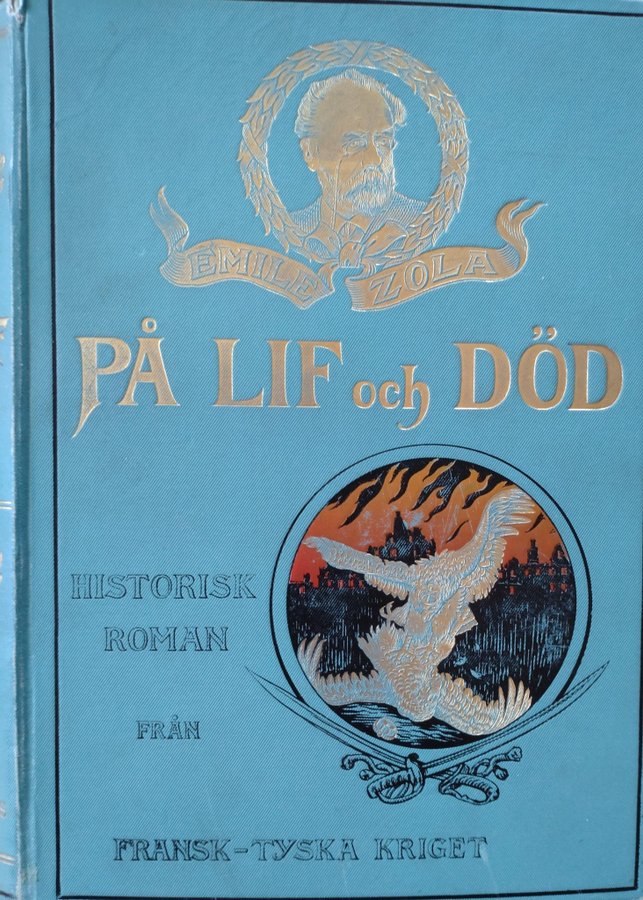 EMILE ZOLA
PÅ LIF och DÖD
HISTORISK
ROMAN
FRÅN
FRANSK-TYSKA KRIGET